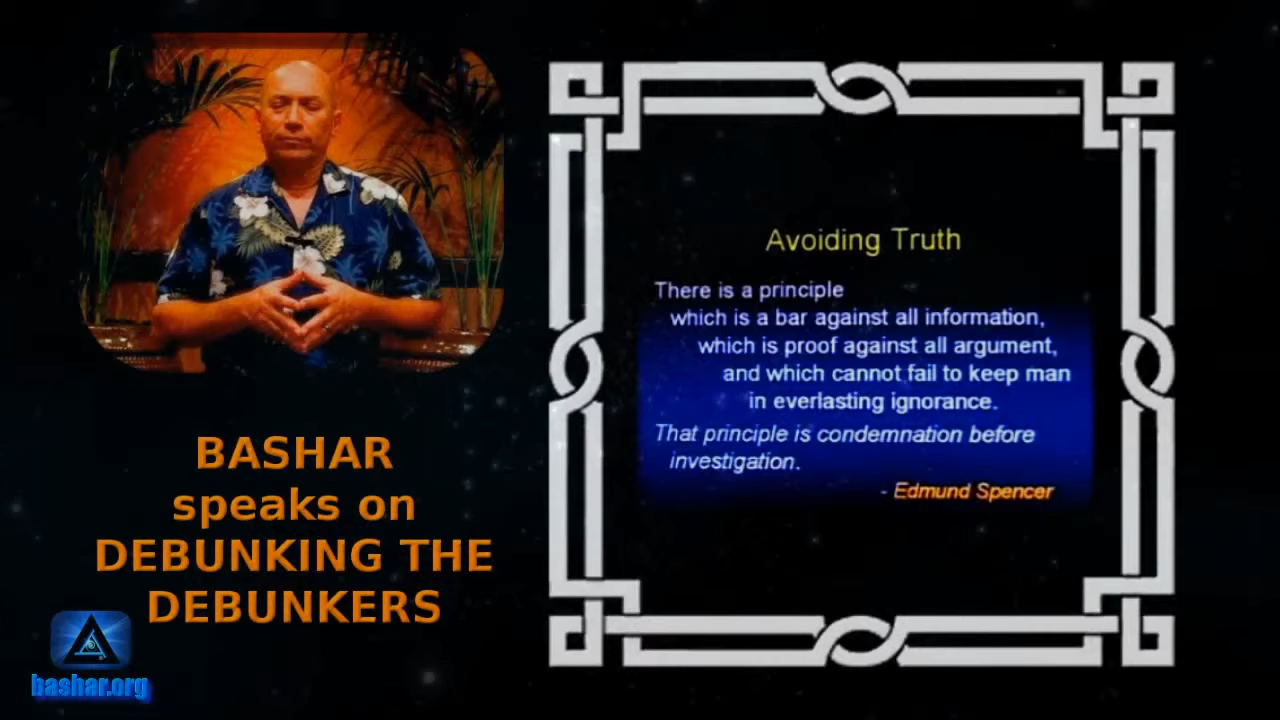 Avoiding Truth
There is a principle
which is a bar against all information,
which is proof against all argument,
and which cannot fail to keep man
in everlasting ignorance.
That principle is condemnation before
investigation.
- Edmund Spencer
BASHAR
speaks on
DEBUNKING THE
DEBUNKERS
bashar.org